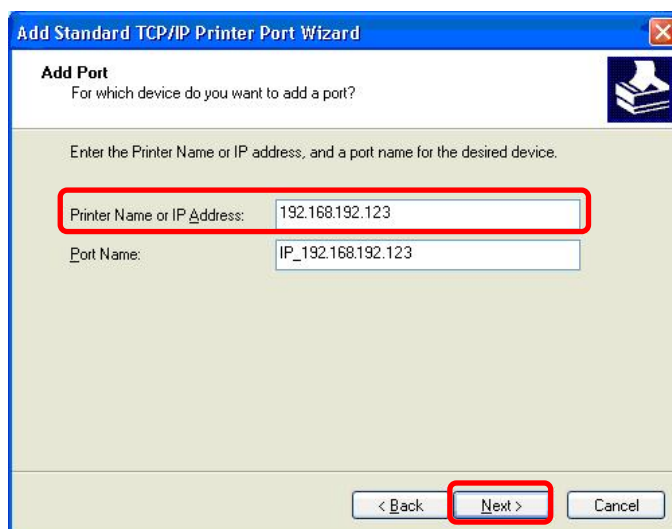 Add Standard TCP/IP Printer Port Wizard
Add Port
For which device do you want to add a port?
Enter the Printer Name or IP address, and a port name for the desired device.
Printer Name or IP Address: 192.168.192.123
Port Name: IP_192.168.192.123
< Back Next > Cancel